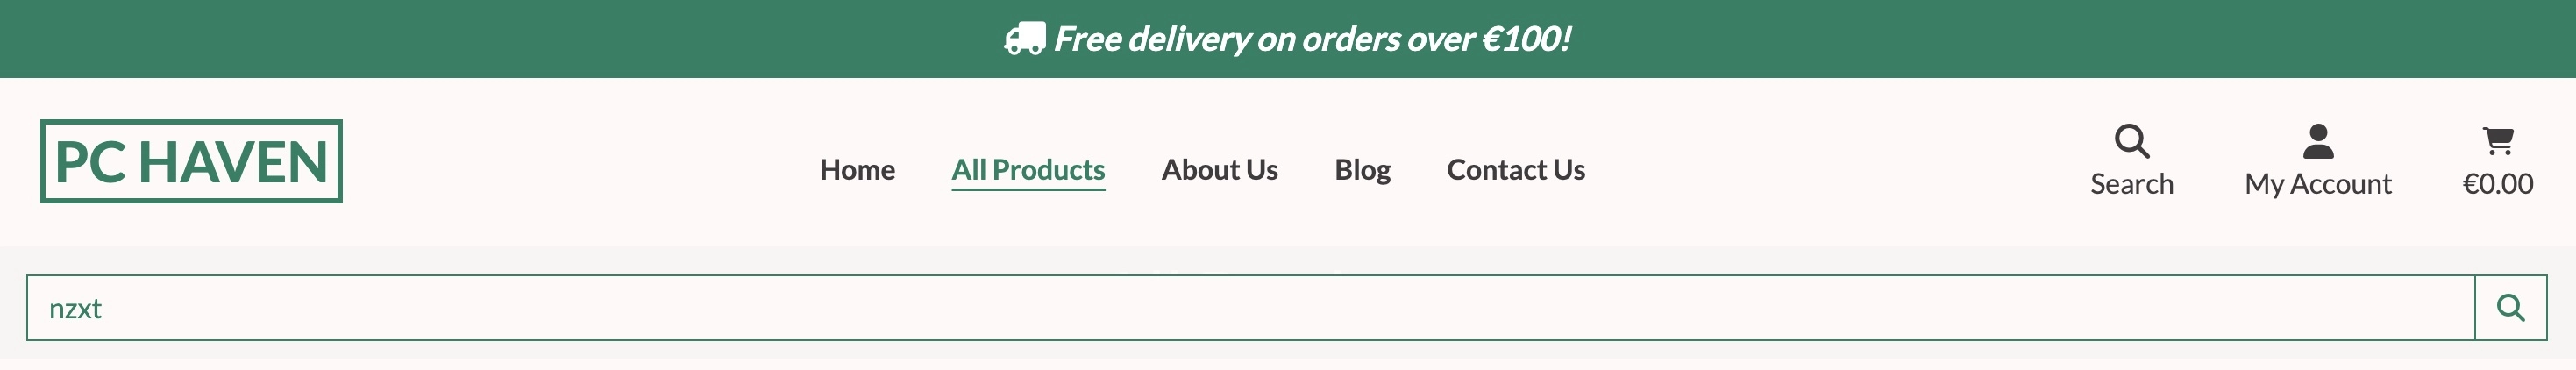 Free delivery on orders over €100!
PC HAVEN
Home All Products About Us Blog Contact Us
Search My Account €0.00
nzxt